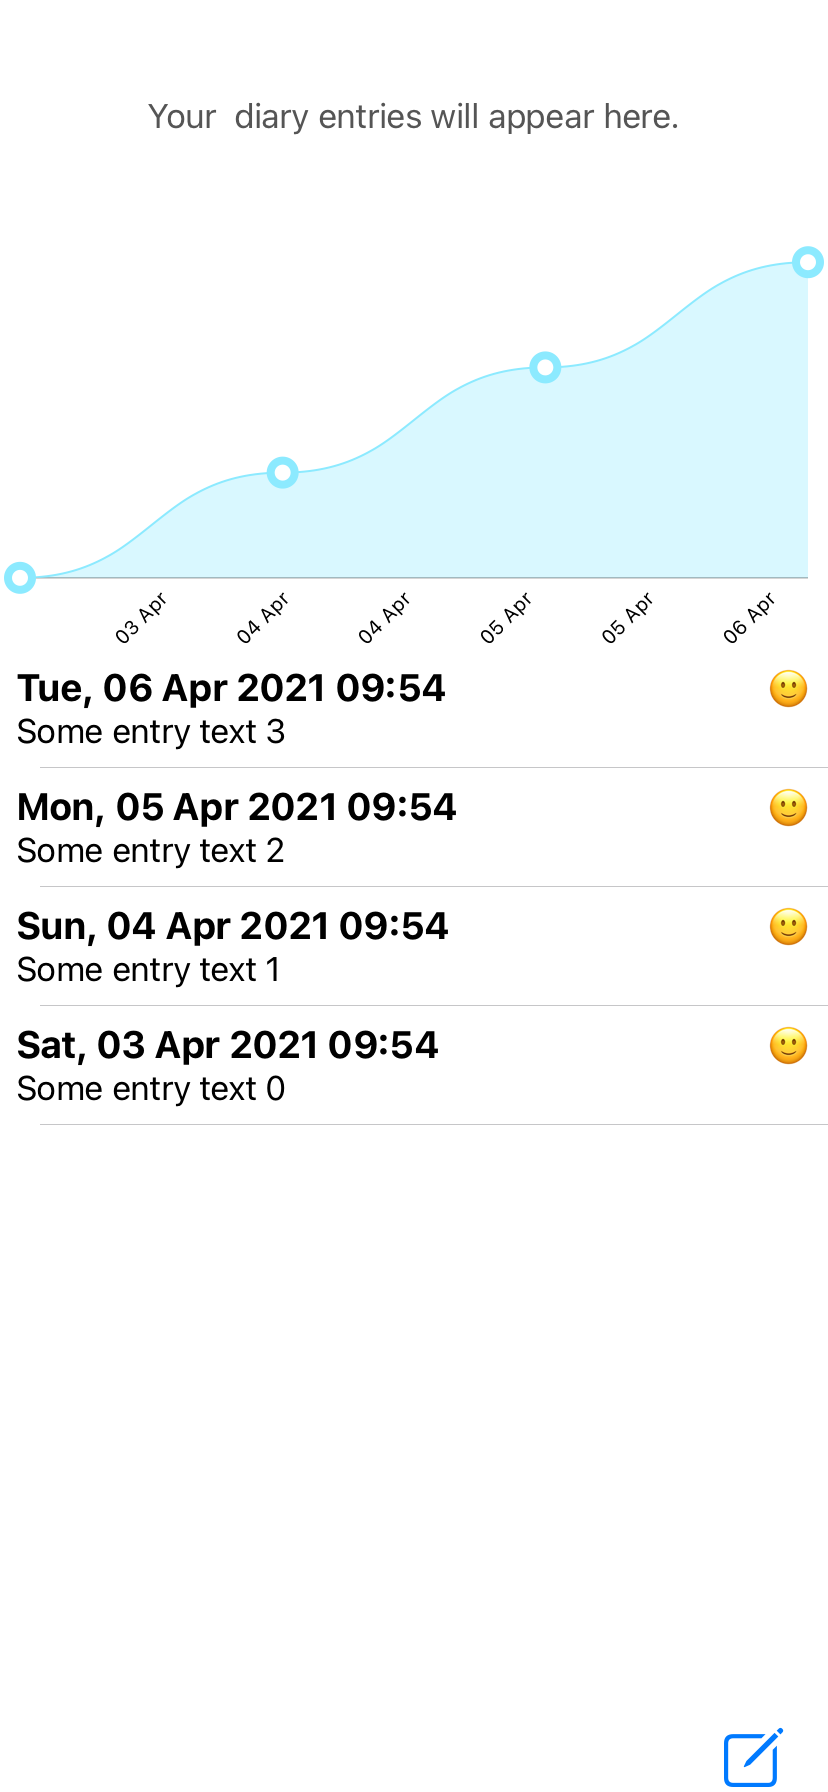 Your  diary entries will appear here.
03 Apr
04 Apr
04 Apr
05 Apr
05 Apr
06 Apr
Tue, 06 Apr 2021 09:54
Some entry text 3
Mon, 05 Apr 2021 09:54
Some entry text 2
Sun, 04 Apr 2021 09:54
Some entry text 1
Sat, 03 Apr 2021 09:54
Some entry text 0